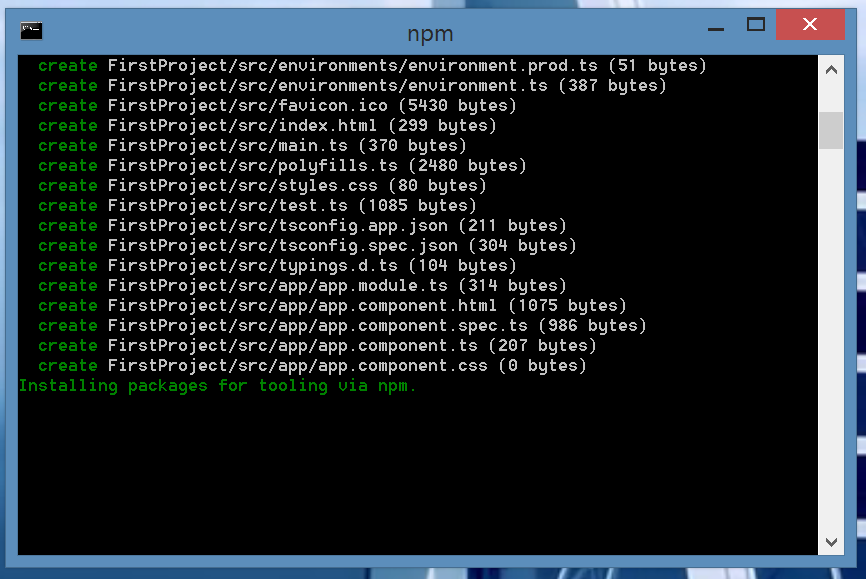 npm
create FirstProject/src/environments/environment.prod.ts (51 bytes)
create FirstProject/src/environments/environment.ts (387 bytes)
create FirstProject/src/favicon.ico (5430 bytes)
create FirstProject/src/index.html (299 bytes)
create FirstProject/src/main.ts (370 bytes)
create FirstProject/src/polyfills.ts (2480 bytes)
create FirstProject/src/styles.css (80 bytes)
create FirstProject/src/test.ts (1085 bytes)
create FirstProject/src/tsconfig.app.json (211 bytes)
create FirstProject/src/tsconfig.spec.json (304 bytes)
create FirstProject/src/typings.d.ts (104 bytes)
create FirstProject/src/app/app.module.ts (314 bytes)
create FirstProject/src/app/app.component.html (1075 bytes)
create FirstProject/src/app/app.component.spec.ts (986 bytes)
create FirstProject/src/app/app.component.ts (207 bytes)
create FirstProject/src/app/app.component.css (0 bytes)
Installing packages for tooling via npm.